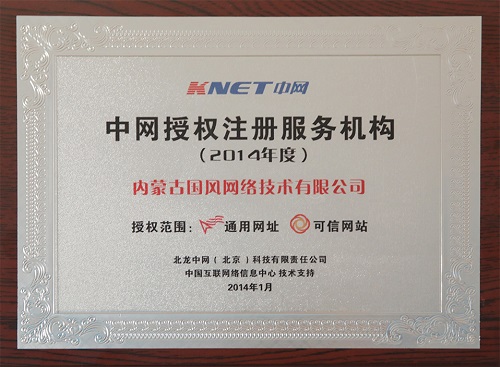 KNET中网
中网授权注册服务机构
（2014年度）
内蒙古国风网络技术有限公司
授权范围： 通用网址 可信网站
北龙中网（北京）科技有限责任公司
中国互联网络信息中心 技术支持
2014年1月